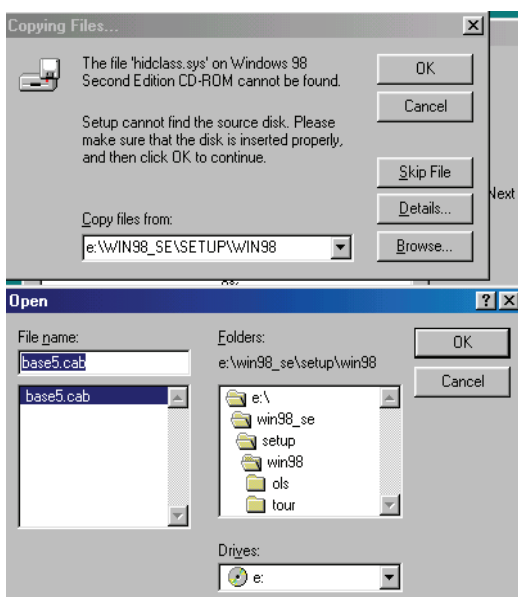 Copying Files...
The file 'hidclass.sys' on Windows 98
Second Edition CD-ROM cannot be found.
Setup cannot find the source disk. Please
make sure that the disk is inserted properly,
and then click OK to continue.
Copy files from:
e:\WIN98_SE\SETUP\WIN98
OK
Cancel
Skip File
Details...
Browse...
Next
Open
File name:
base5.cab
base5.cab
Folders:
e:\win98_se\setup\win98
e:\
win98_se
setup
win98
ols
tour
Drives:
e:
OK
Cancel